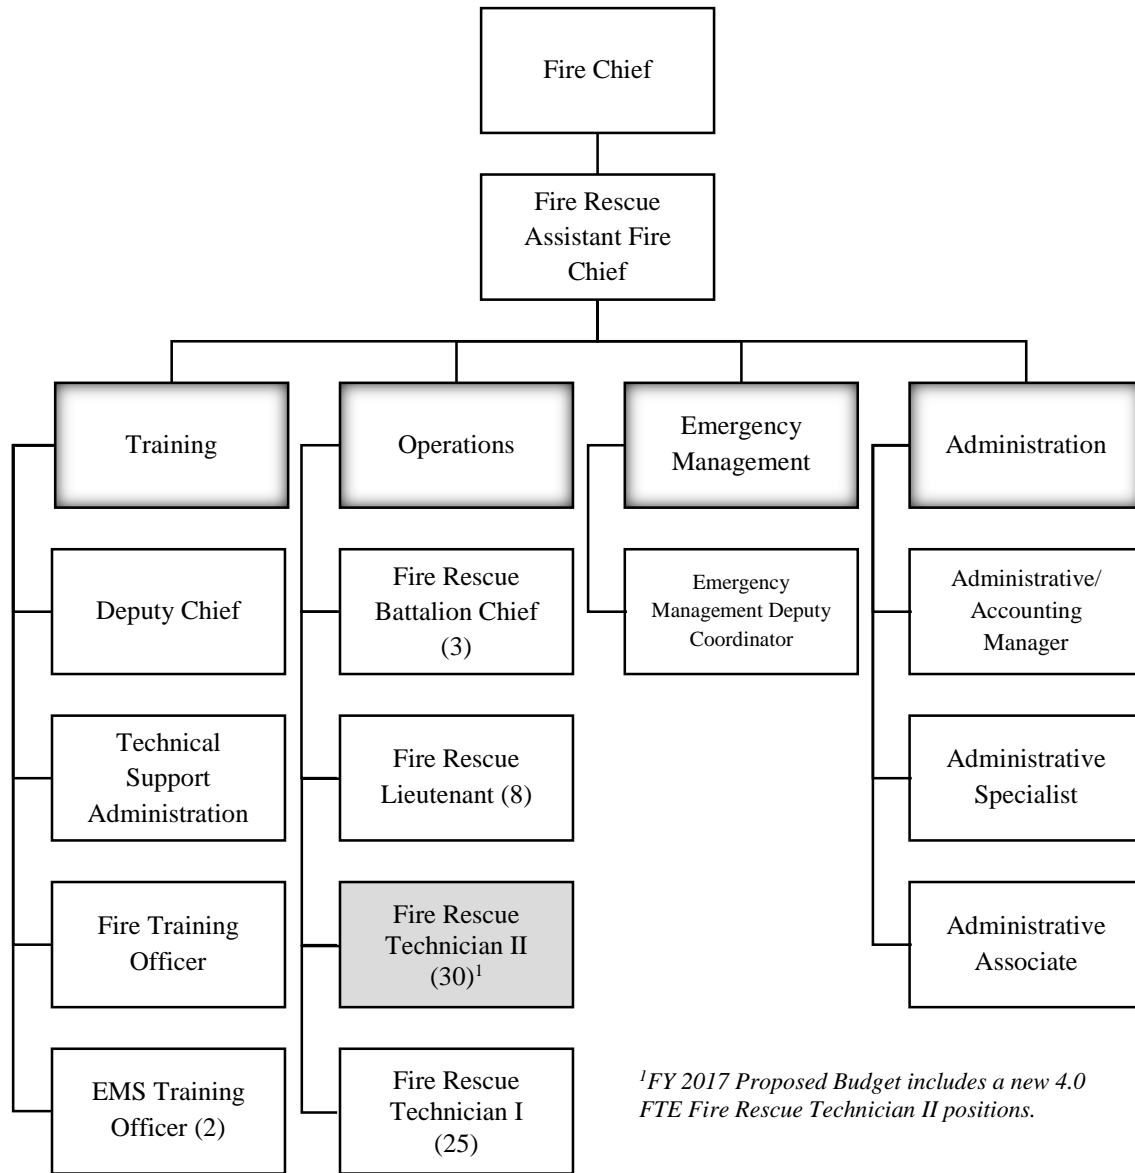 Fire Chief
Fire Rescue
Assistant Fire
Chief
Training
Operations
Emergency
Management
Administration
Deputy Chief
Fire Rescue
Battalion Chief
(3)
Emergency
Management Deputy
Coordinator
Administrative/
Accounting
Manager
Technical
Support
Administration
Fire Rescue
Lieutenant (8)
Administrative
Specialist
Fire Training
Officer
Fire Rescue
Technician II
(30)¹
Administrative
Associate
EMS Training
Officer (2)
Fire Rescue
Technician I
(25)
¹FY 2017 Proposed Budget includes a new 4.0
FTE Fire Rescue Technician II positions.